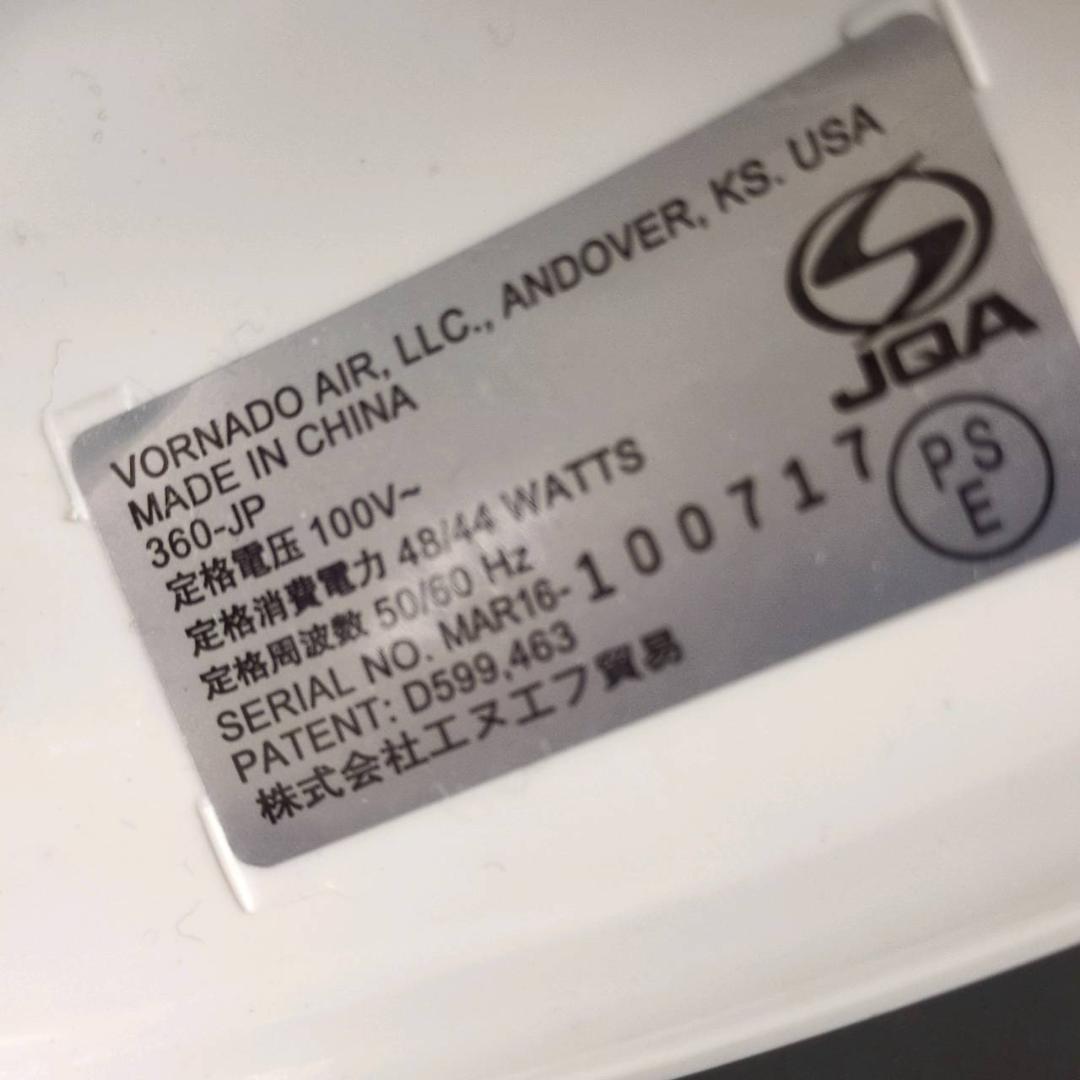 VORNADO AIR, LLC., ANDOVER, KS. USA
MADE IN CHINA
360-JP
定格電圧 100V~
定格消費電力 48/44 WATTS
定格周波数 50/60 Hz
SERIAL NO. MAR16-100717
PATENT: D599,463
株式会社エヌエフ貿易
JQA
PS
E